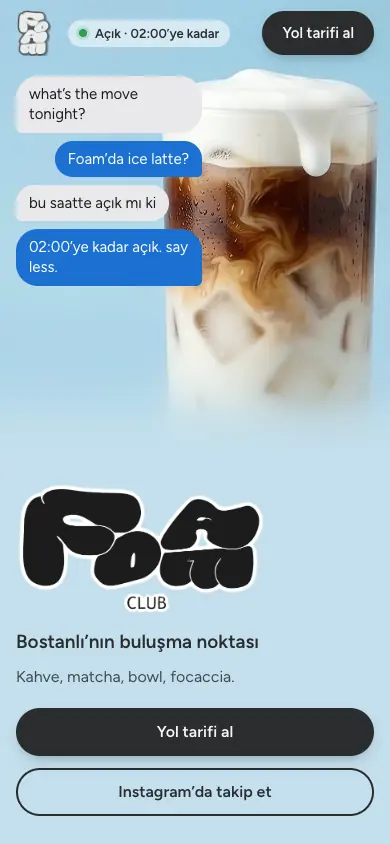 Foam
Açık · 02:00’ye kadar
Yol tarifi al
what’s the move
tonight?
Foam’da ice latte?
bu saatte açık mı ki
02:00’ye kadar açık. say
less.
Foam
CLUB
Bostanlı’nın buluşma noktası
Kahve, matcha, bowl, focaccia.
Yol tarifi al
Instagram’da takip et